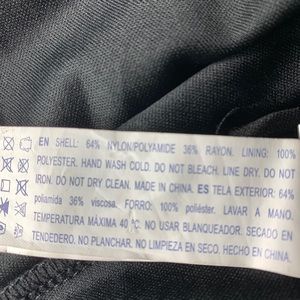 EN SHELL: 64% NYLON/POLYAMIDE 36% RAYON. LINING: 100%
POLYESTER. HAND WASH COLD. DO NOT BLEACH. LINE DRY. DO NOT
IRON. DO NOT DRY CLEAN. MADE IN CHINA. ES TELA EXTERIOR: 64%
poliamida 36% viscosa. FORRO: 100% poliéster. LAVAR A MANO.
TEMPERATURA MÁXIMA 40 ºC. NO USAR BLANQUEADOR. SECADO EN
TENDEDERO. NO PLANCHAR. NO LIMPIEZA EN SECO. HECHO EN CHINA.